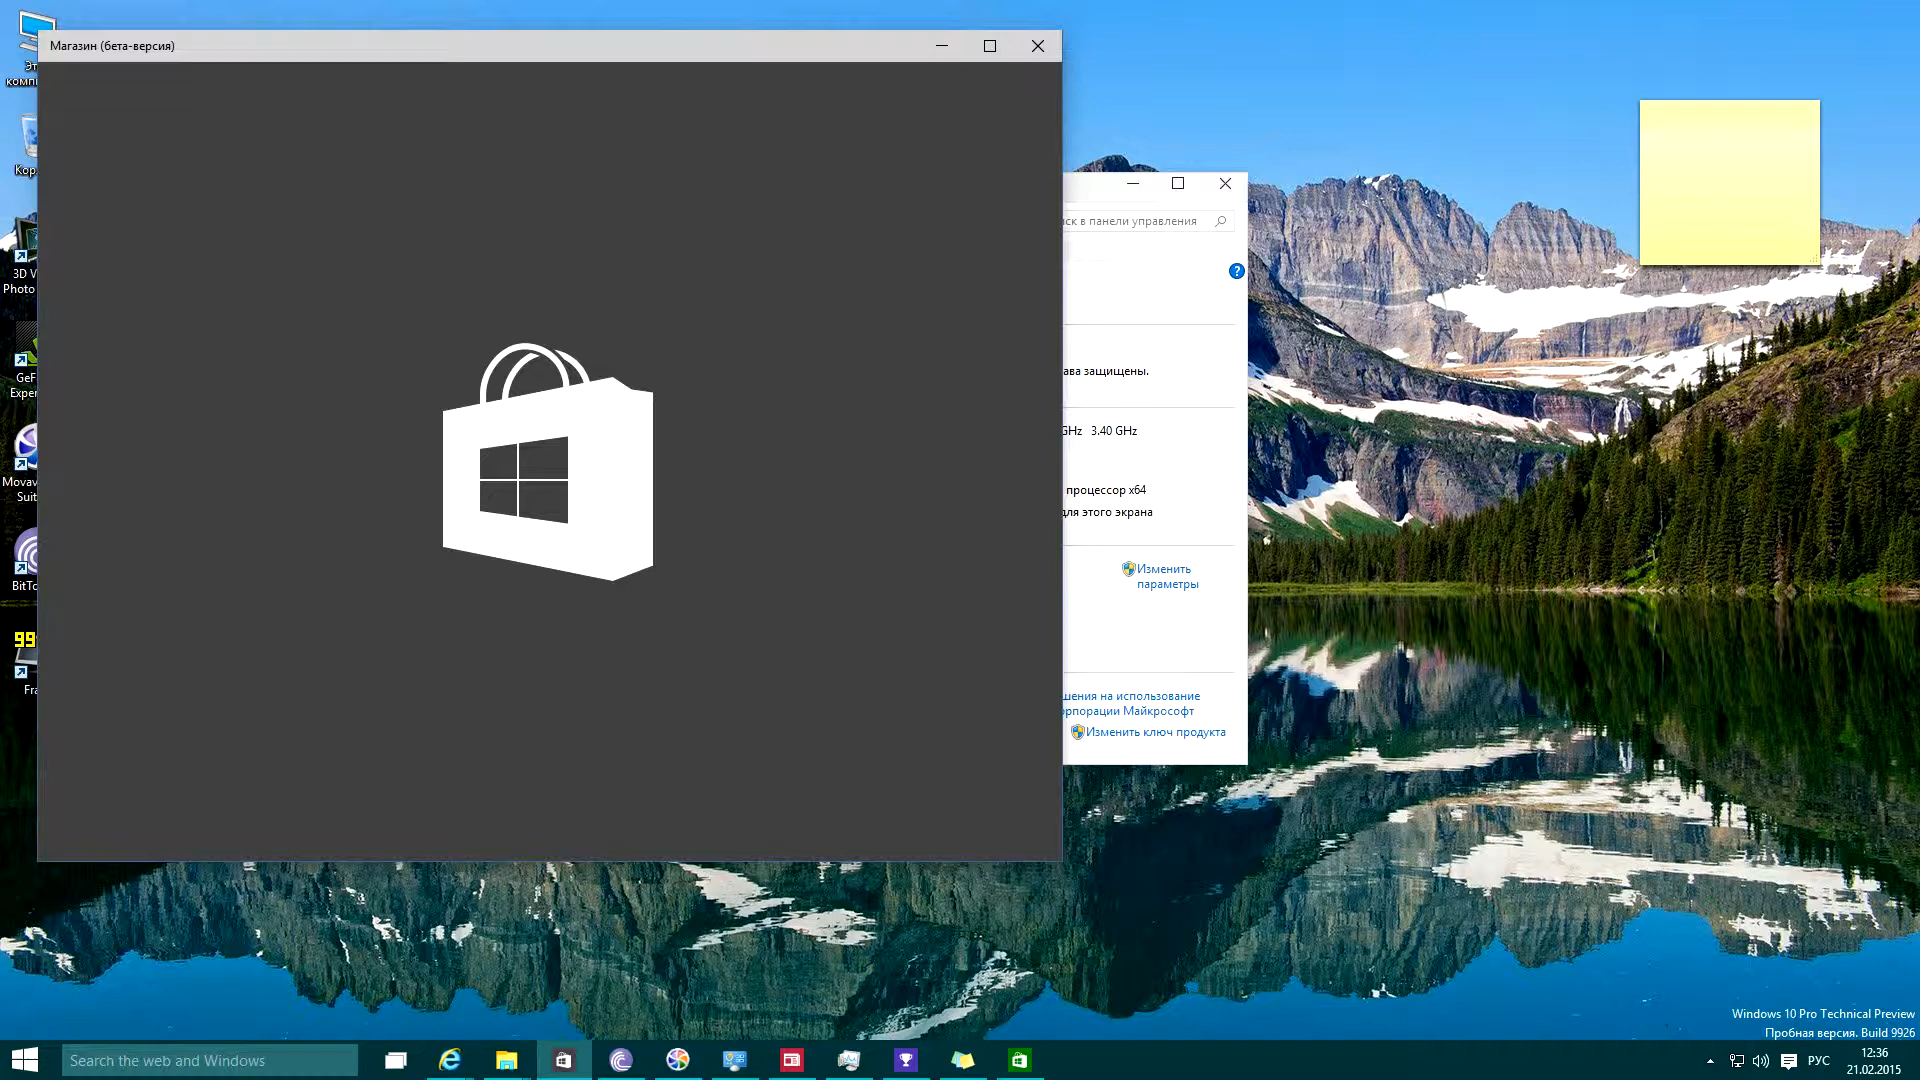 Магазин (бета-версия)
ск в панели управления
?
ава защищены.
GHz 3.40 GHz
процессор x64
для этого экрана
Изменить
параметры
шения на использование
орпорации Майкрософт
Изменить ключ продукта
Эт
комп
Кор
3D V
Photo
GeF
Exper
Movav
Suit
BitTo
99
Fra
Windows 10 Pro Technical Preview
Пробная версия. Build 9926
Search the web and Windows
РУС
12:36
21.02.2015